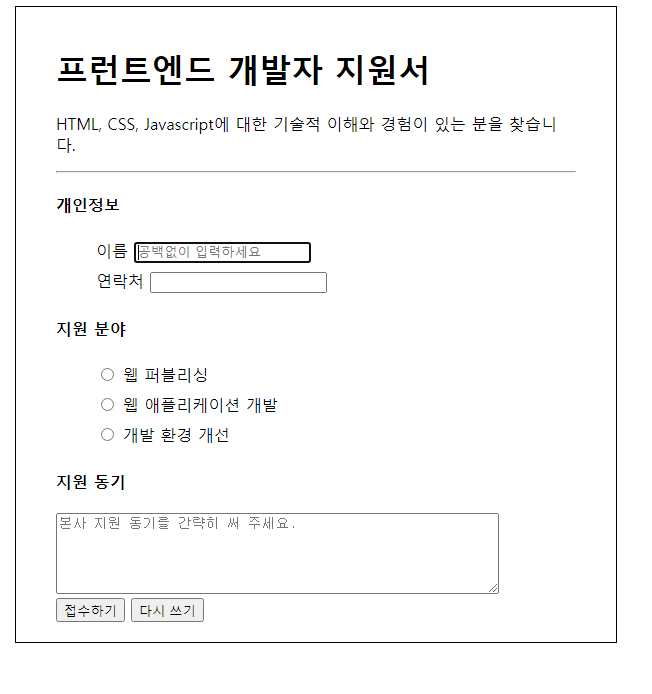 프런트엔드 개발자 지원서
HTML, CSS, Javascript에 대한 기술적 이해와 경험이 있는 분을 찾습니
다.
개인정보
이름 공백없이 입력하세요
연락처
지원 분야
웹 퍼블리싱
웹 애플리케이션 개발
개발 환경 개선
지원 동기
본사 지원 동기를 간략히 써 주세요.
접수하기 다시 쓰기